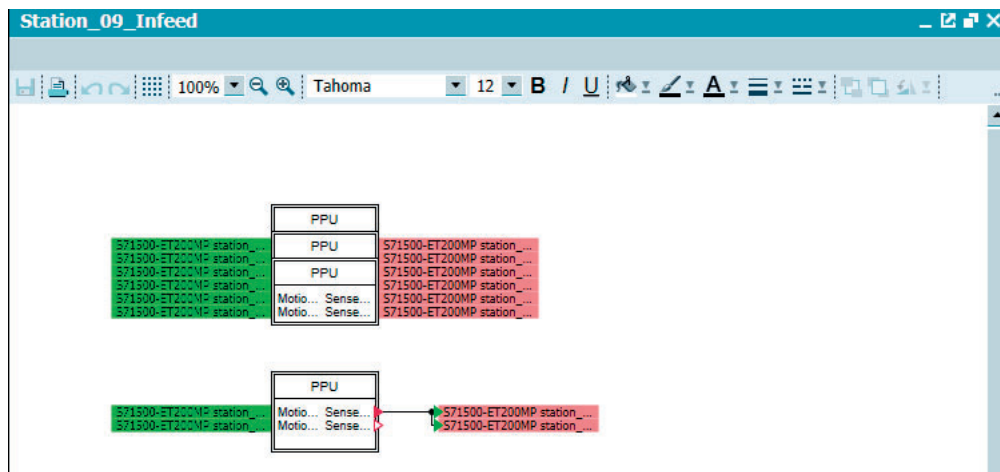 Station_09_Infeed
100% Tahoma 12 B I U A
PPU
PPU
PPU
S71500-ET200MP station_...
S71500-ET200MP station_...
S71500-ET200MP station_...
S71500-ET200MP station_...
S71500-ET200MP station_...
S71500-ET200MP station_...
Motio... Sense...
Motio... Sense...
S71500-ET200MP station_...
S71500-ET200MP station_...
S71500-ET200MP station_...
S71500-ET200MP station_...
S71500-ET200MP station_...
S71500-ET200MP station_...
PPU
S71500-ET200MP station_... Motio... Sense... S71500-ET200MP station_...
S71500-ET200MP station_... Motio... Sense... S71500-ET200MP station_...